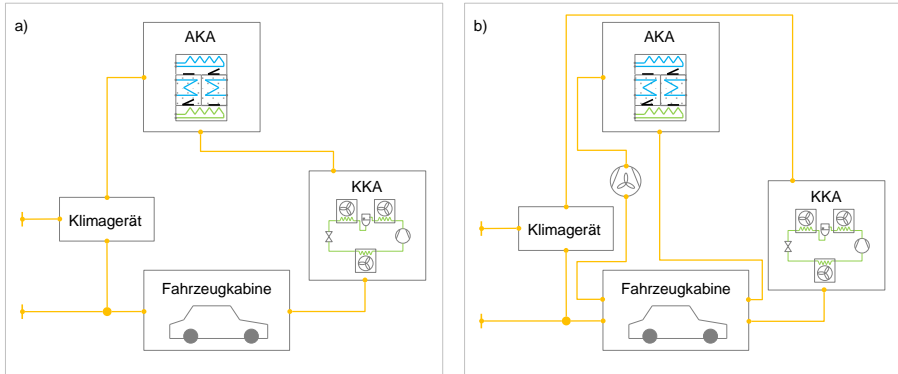 a)
AKA
KKA
Klimagerät
Fahrzeugkabine
b)
AKA
KKA
Klimagerät
Fahrzeugkabine